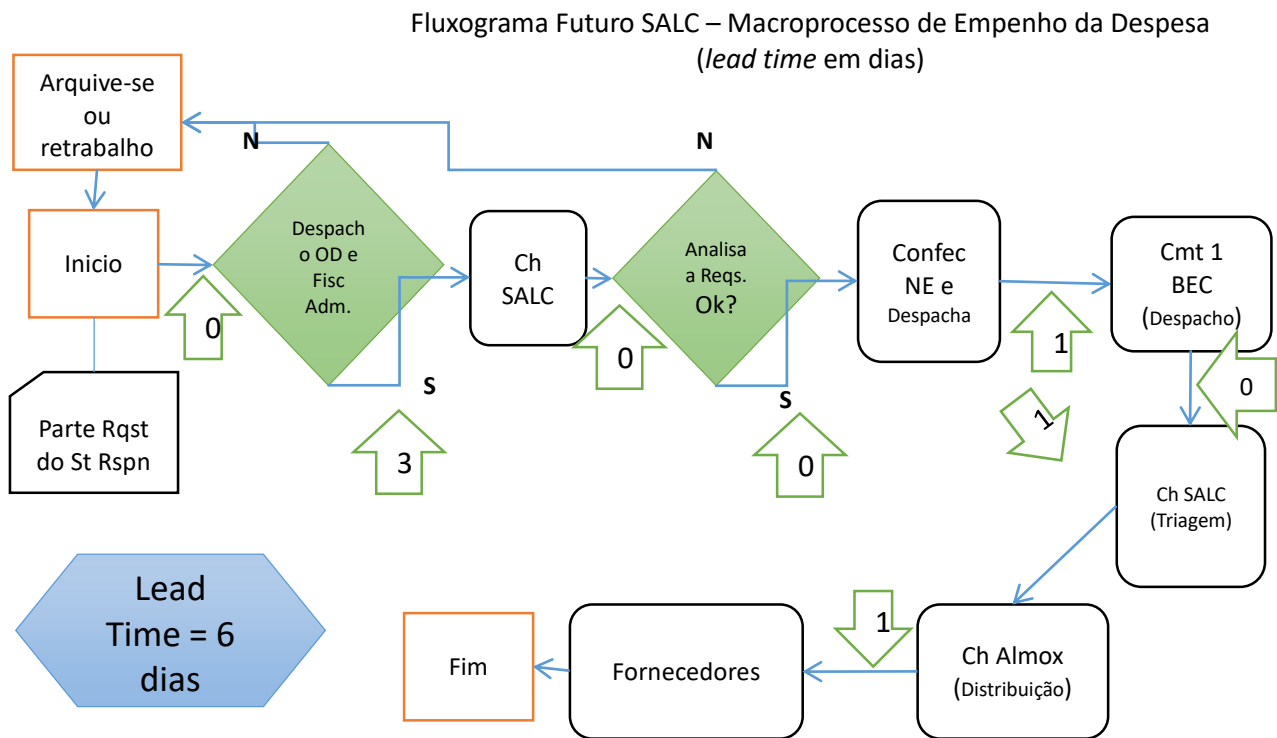 Fluxograma Futuro SALC – Macroprocesso de Empenho da Despesa
(lead time em dias)
Arquive-se
ou
retrabalho
N
N
Inicio
0
Despach
o OD e
Fisc
Adm.
S
3
Ch
SALC
0
Analisa
a Reqs.
Ok?
S
0
Confec
NE e
Despacha
1
1
Cmt 1
BEC
(Despacho)
0
Parte Rqst
do St Rspn
Ch SALC
(Triagem)
Lead
Time = 6
dias
Fim
Fornecedores
1
Ch Almox
(Distribuição)